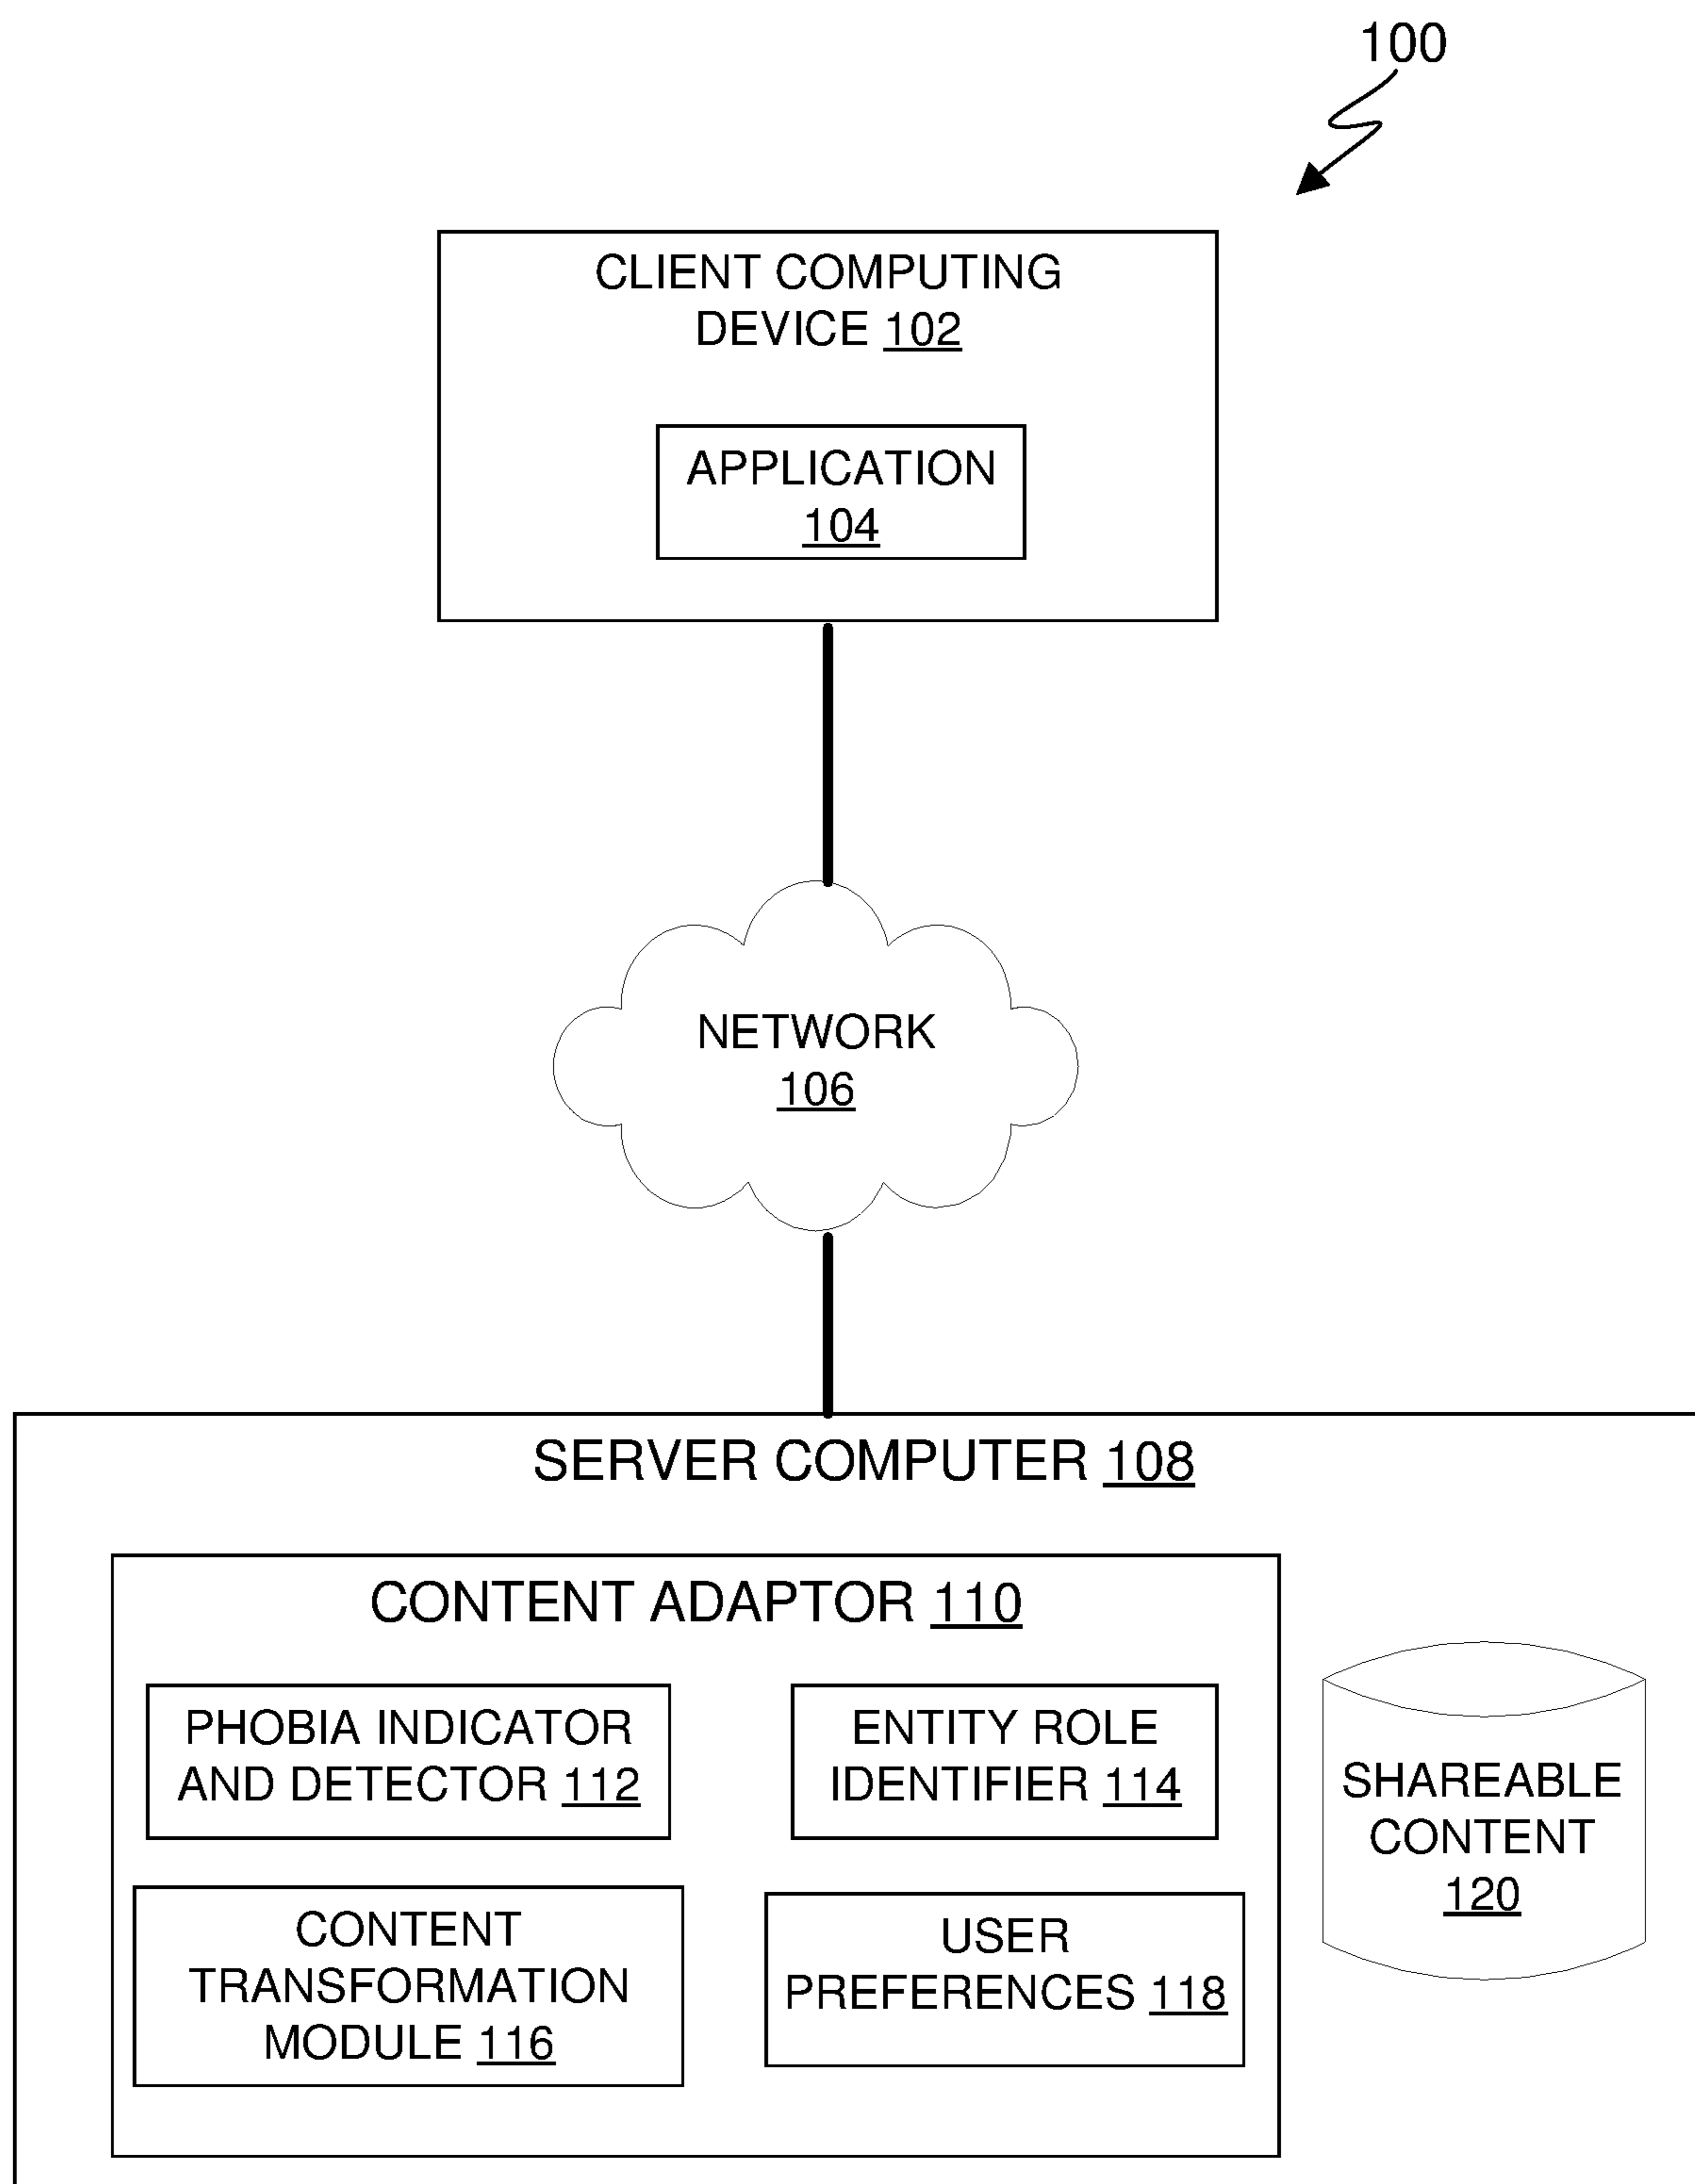 100
CLIENT COMPUTING
DEVICE 102
APPLICATION
104
NETWORK
106
SERVER COMPUTER 108
CONTENT ADAPTOR 110
PHOBIA INDICATOR
AND DETECTOR 112
ENTITY ROLE
IDENTIFIER 114
CONTENT
TRANSFORMATION
MODULE 116
USER
PREFERENCES 118
SHAREABLE
CONTENT
120